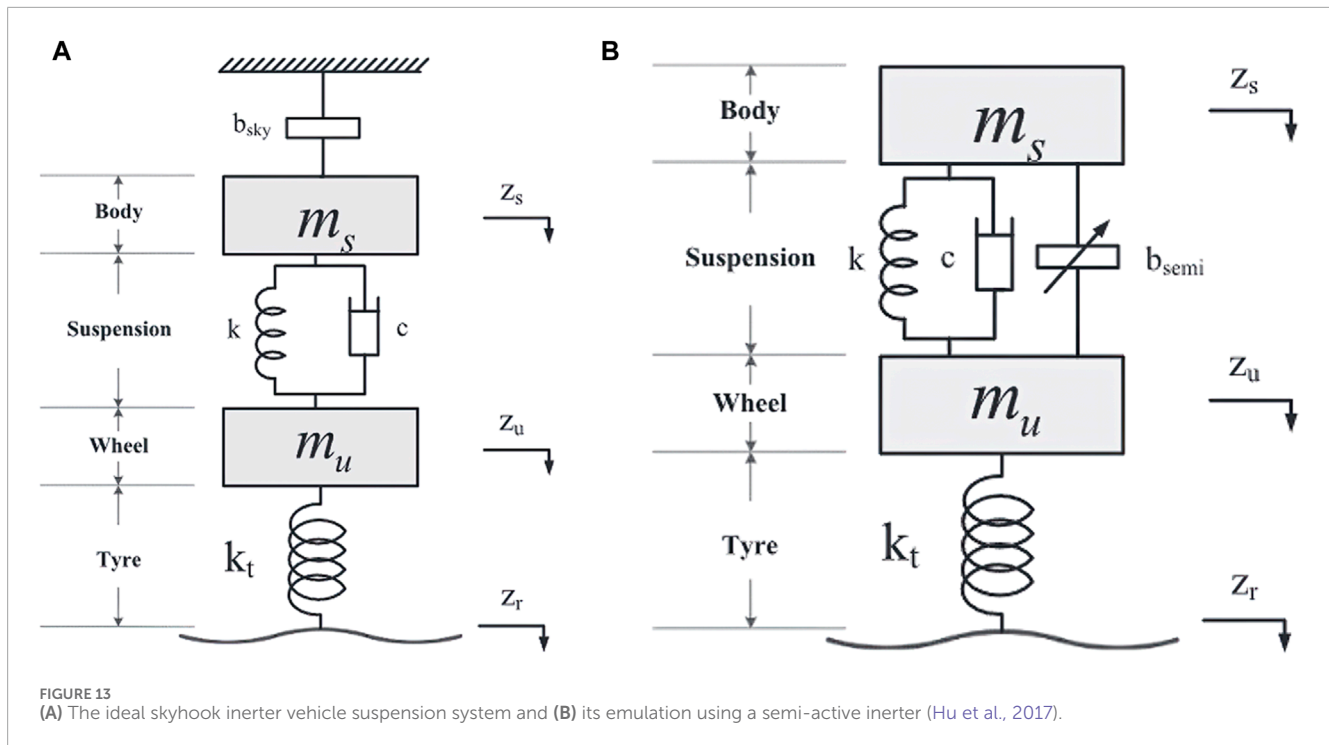 A
b_sky
m_s
Z_s
Body
Suspension
k
c
Wheel
m_u
Z_u
Tyre
k_t
Z_r
B
Body
m_s
Z_s
Suspension
k
c
b_semi
Wheel
m_u
Z_u
Tyre
k_t
Z_r
FIGURE 13
(A) The ideal skyhook inerter vehicle suspension system and (B) its emulation using a semi-active inerter (Hu et al., 2017).